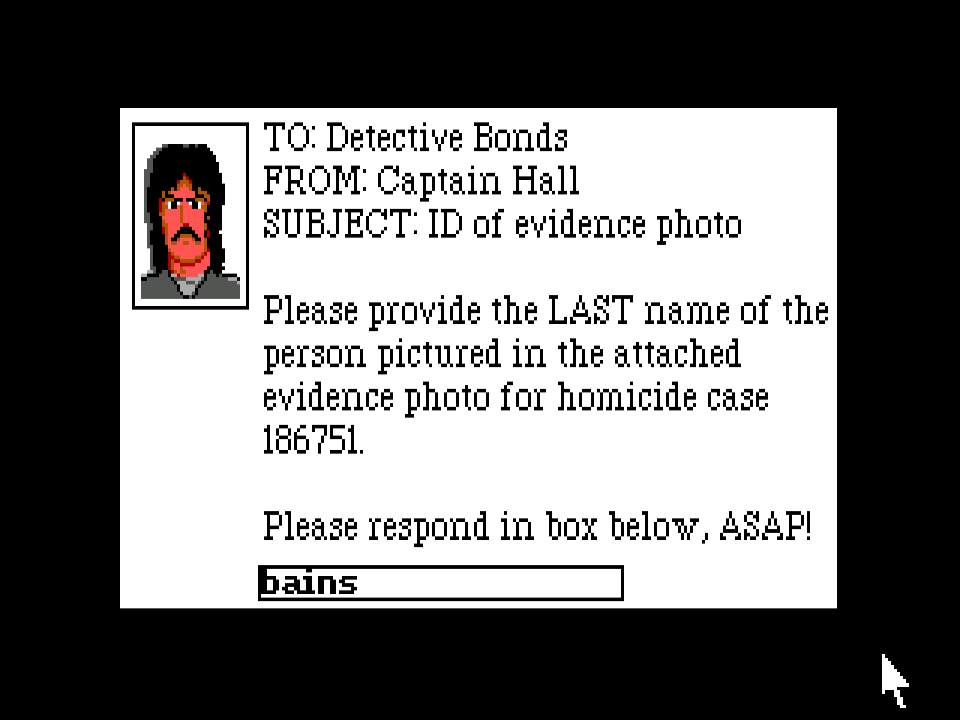 TO: Detective Bonds
FROM: Captain Hall
SUBJECT: ID of evidence photo
Please provide the LAST name of the
person pictured in the attached
evidence photo for homicide case
186751.
Please respond in box below, ASAP!
bains